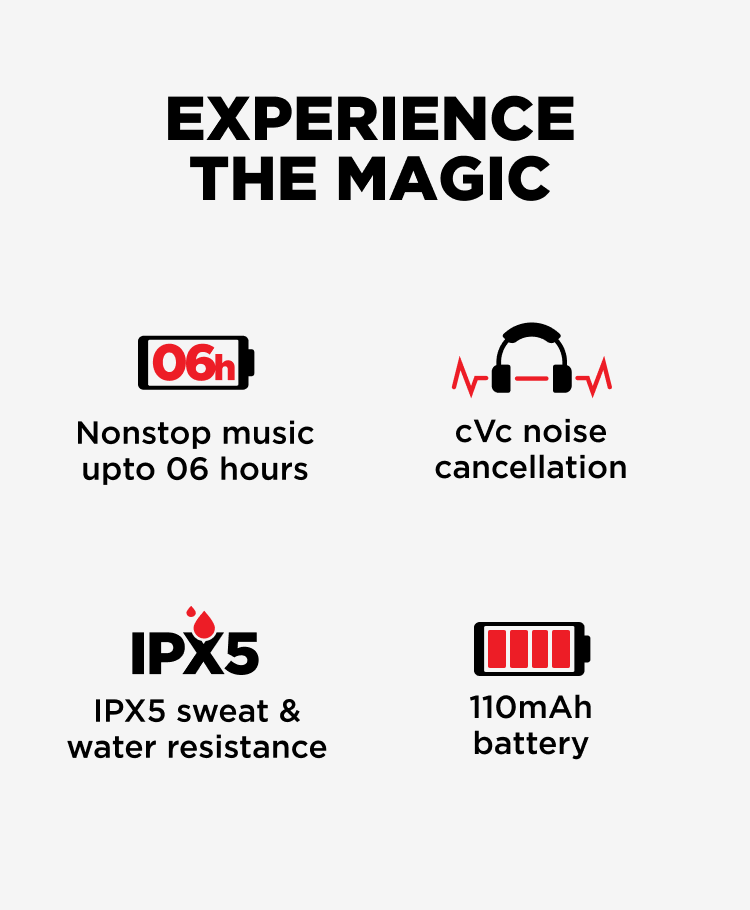 EXPERIENCE
THE MAGIC
06h
Nonstop music
upto 06 hours
cVc noise
cancellation
IPX5
IPX5 sweat &
water resistance
110mAh
battery